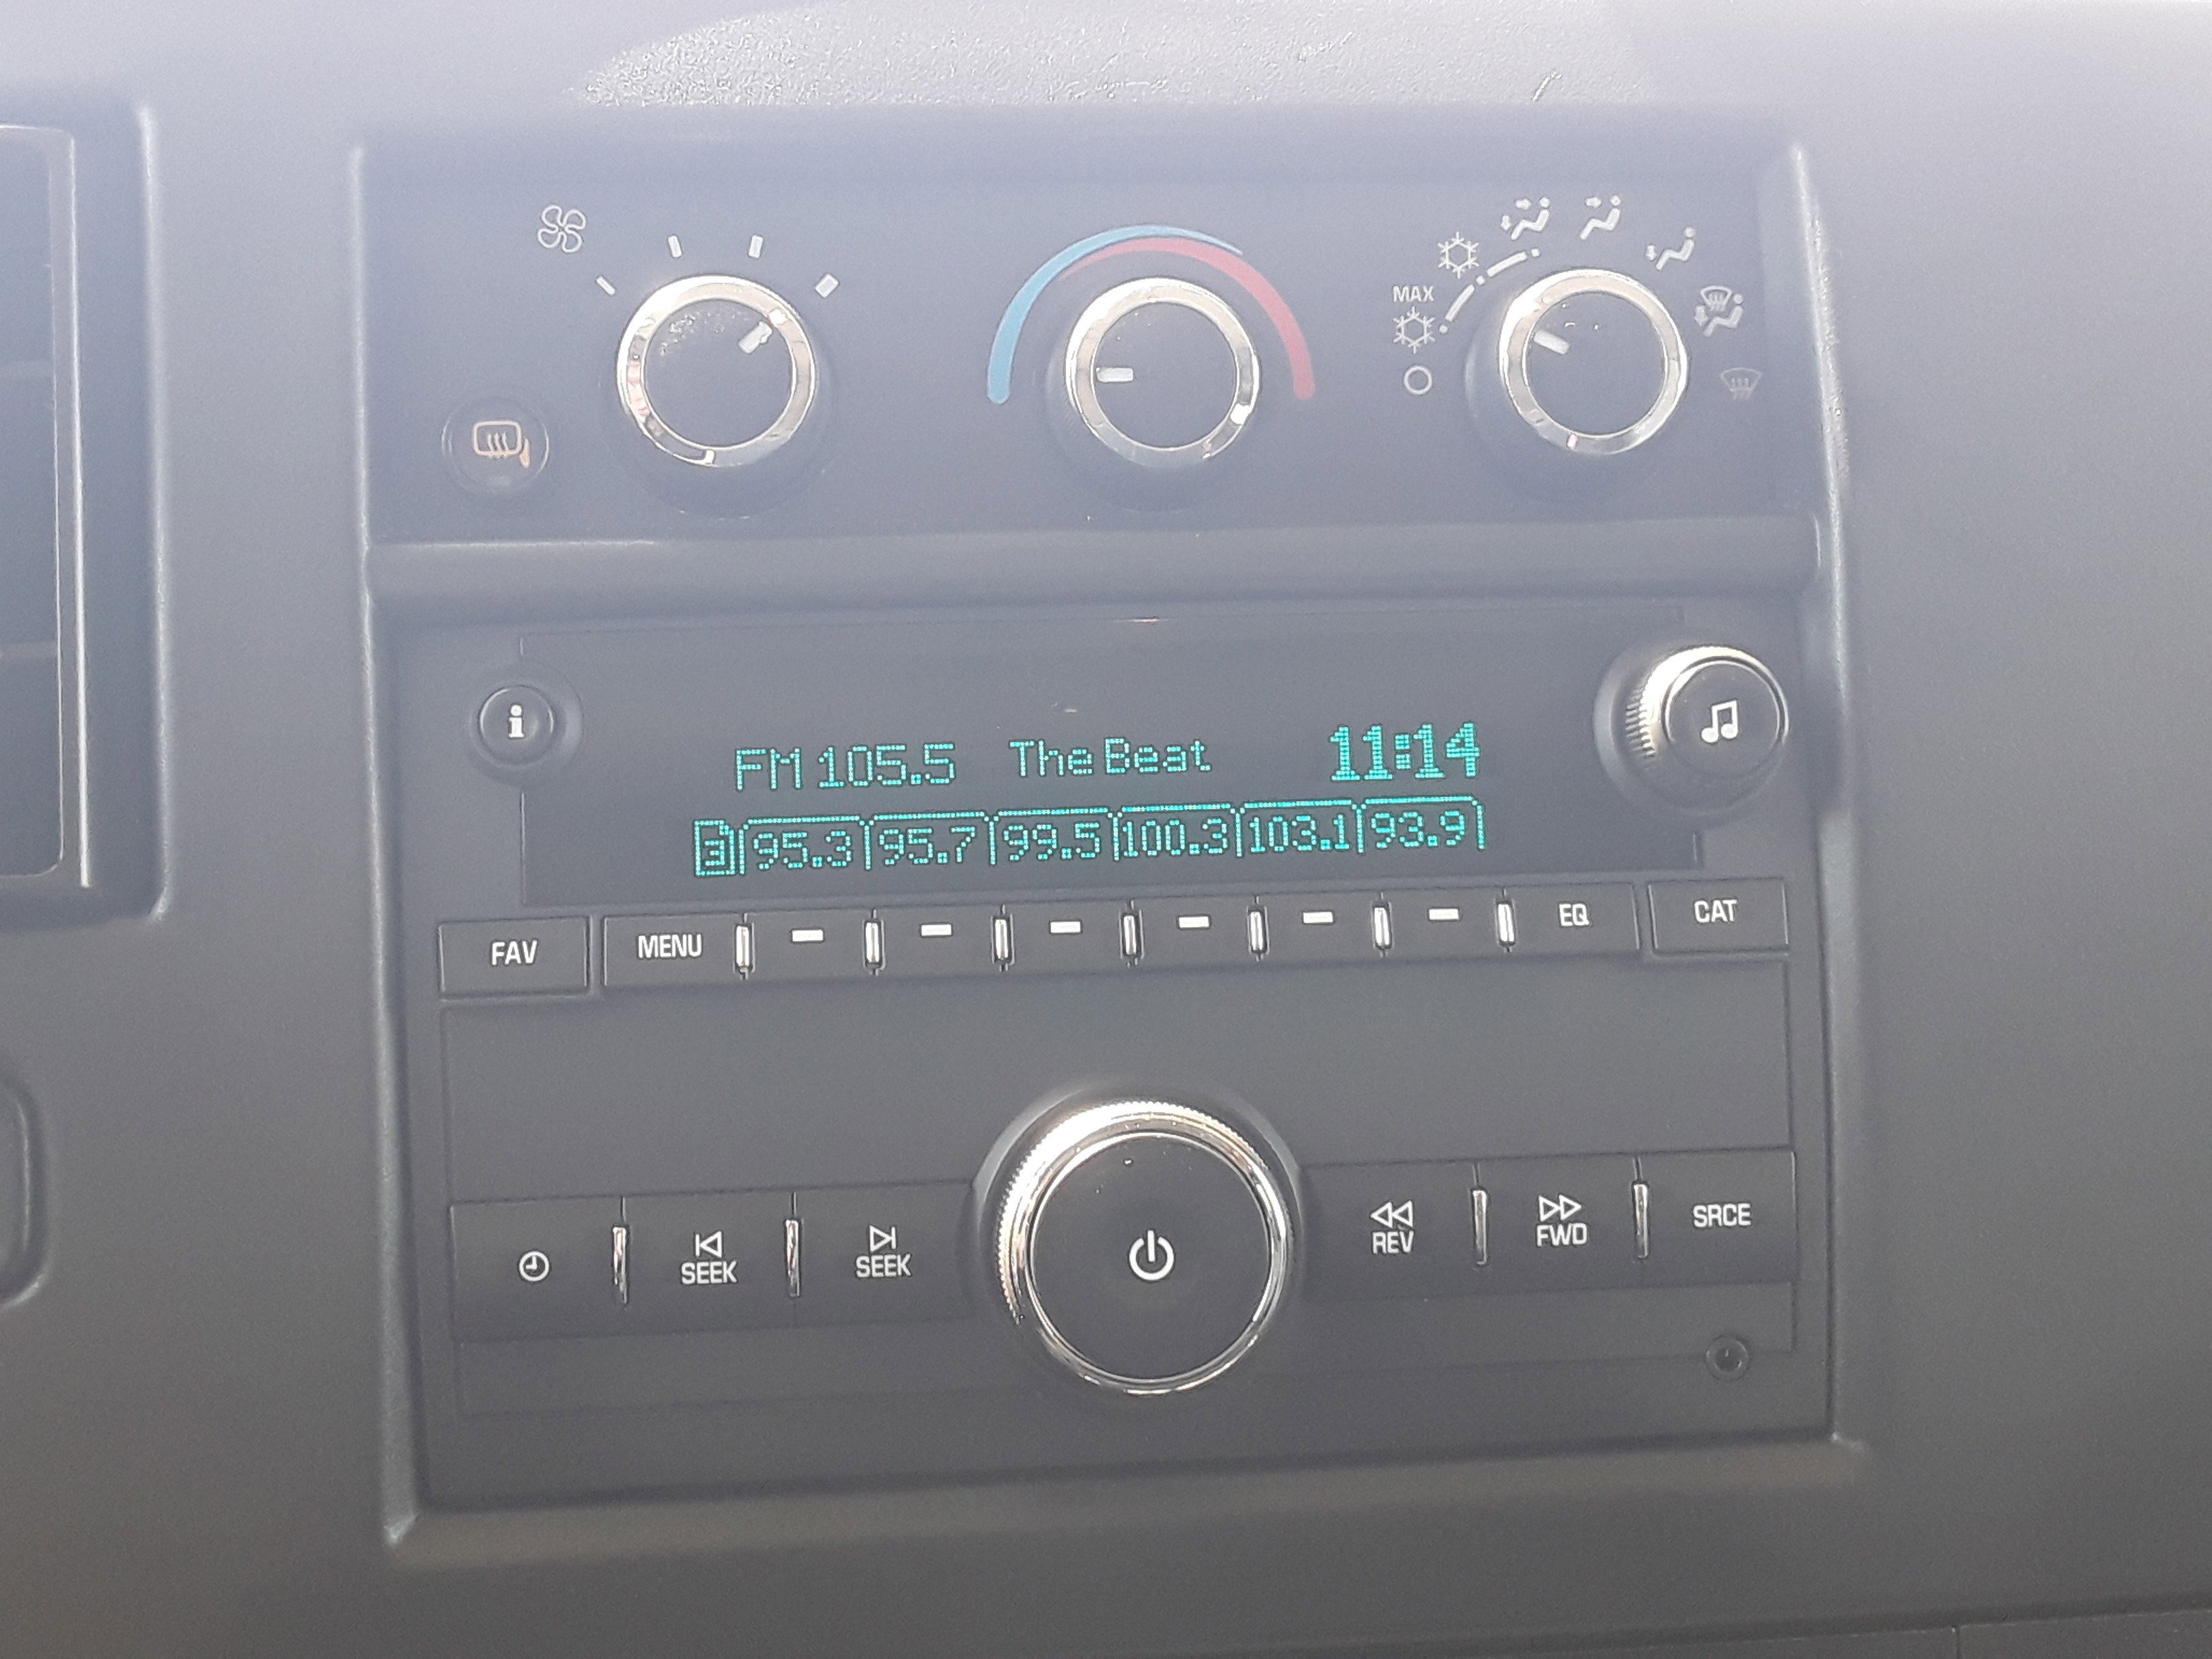 MAX
i
FM 105.5 The Beat 11:14
3 95.3 95.7 99.5 100.3 103.1 93.9
FAV MENU EQ CAT
SEEK SEEK REV FWD SRCE